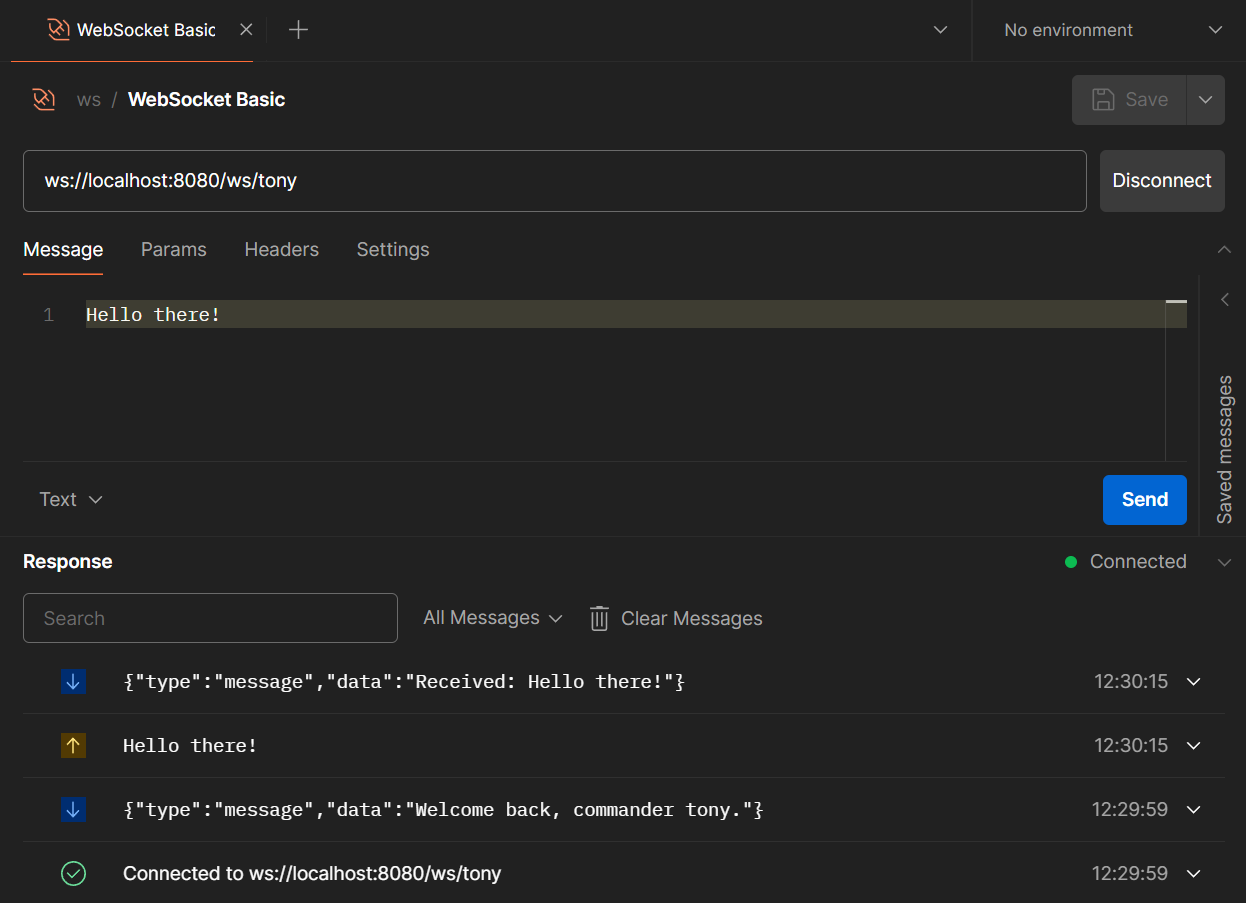 WebSocket Basic
No environment
ws / WebSocket Basic
Save
ws://localhost:8080/ws/tony
Disconnect
Message Params Headers Settings
1 Hello there!
Saved messages
Text
Send
Response
Connected
Search
All Messages
Clear Messages
{"type":"message","data":"Received: Hello there!"} 12:30:15
Hello there! 12:30:15
{"type":"message","data":"Welcome back, commander tony."} 12:29:59
Connected to ws://localhost:8080/ws/tony 12:29:59